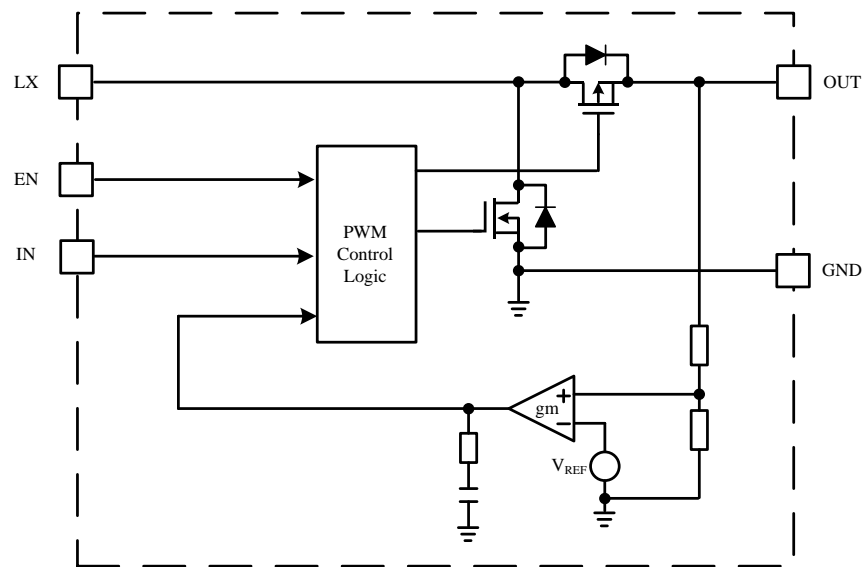 LX
OUT
EN
PWM
Control
Logic
IN
GND
gm
+
−
VREF